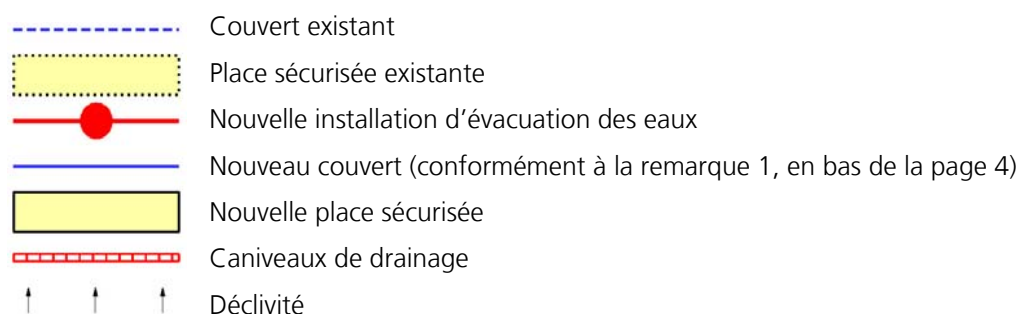 Couvert existant
Place sécurisée existante
Nouvelle installation d’évacuation des eaux
Nouveau couvert (conformément à la remarque 1, en bas de la page 4)
Nouvelle place sécurisée
Caniveaux de drainage
Déclivité